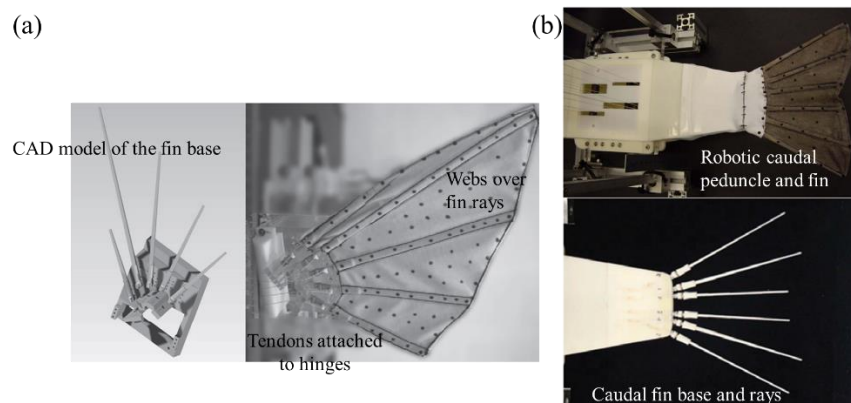 (a)
CAD model of the fin base
Webs over
fin rays
Tendons attached
to hinges
(b)
Robotic caudal
peduncle and fin
Caudal fin base and rays